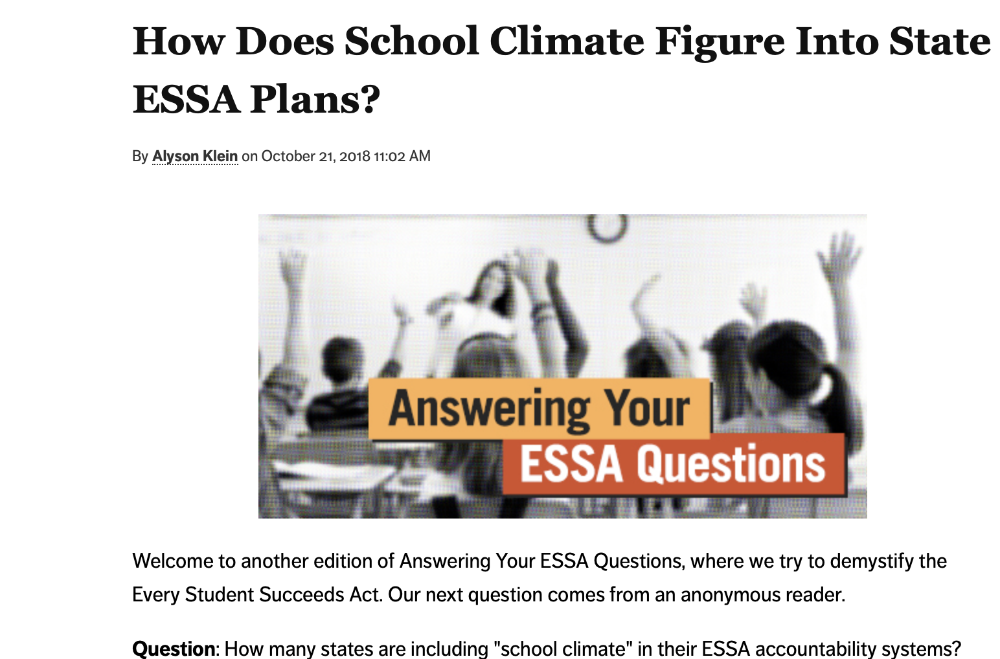 How Does School Climate Figure Into State
ESSA Plans?
By Alyson Klein on October 21, 2018 11:02 AM
Answering Your
ESSA Questions
Welcome to another edition of Answering Your ESSA Questions, where we try to demystify the
Every Student Succeeds Act. Our next question comes from an anonymous reader.
Question: How many states are including "school climate" in their ESSA accountability systems?